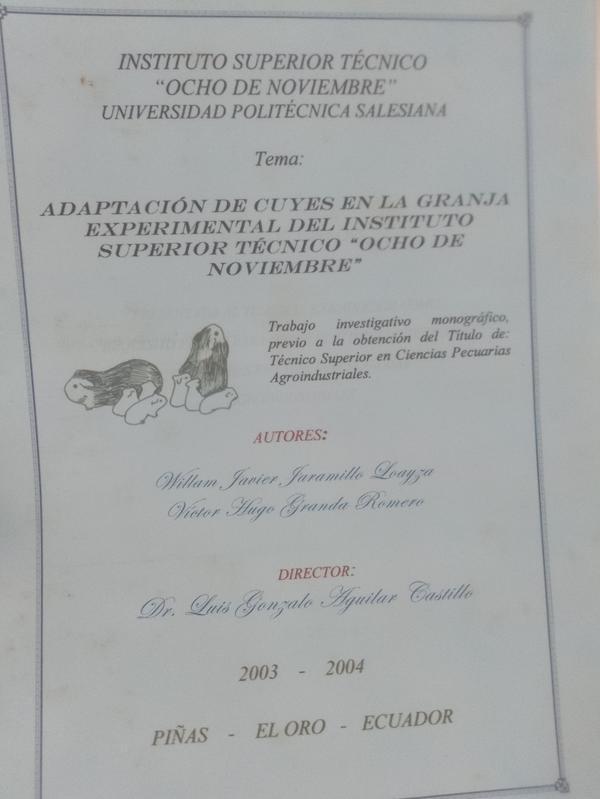 INSTITUTO SUPERIOR TÉCNICO
"OCHO DE NOVIEMBRE"
UNIVERSIDAD POLITÉCNICA SALESIANA
Tema:
ADAPTACIÓN DE CUYES EN LA GRANJA
EXPERIMENTAL DEL INSTITUTO
SUPERIOR TÉCNICO "OCHO DE
NOVIEMBRE"
Trabajo investigativo monográfico,
previo a la obtención del Título de:
Técnico Superior en Ciencias Pecuarias
Agroindustriales.
AUTORES:
Willam Javier Jaramillo Loayza
Víctor Hugo Granda Romero
DIRECTOR:
Dr. Luis Gonzalo Aguilar Castillo
2003 - 2004
PIÑAS - EL ORO - ECUADOR